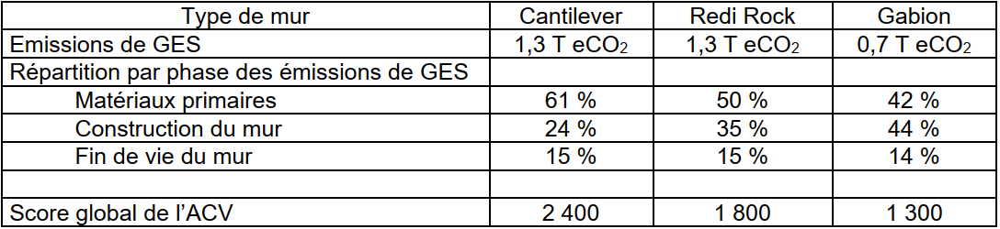 Type de mur Cantilever Redi Rock Gabion
Emissions de GES 1,3 T eCO2 1,3 T eCO2 0,7 T eCO2
Répartition par phase des émissions de GES
Matériaux primaires 61 % 50 % 42 %
Construction du mur 24 % 35 % 44 %
Fin de vie du mur 15 % 15 % 14 %
Score global de l’ACV 2 400 1 800 1 300